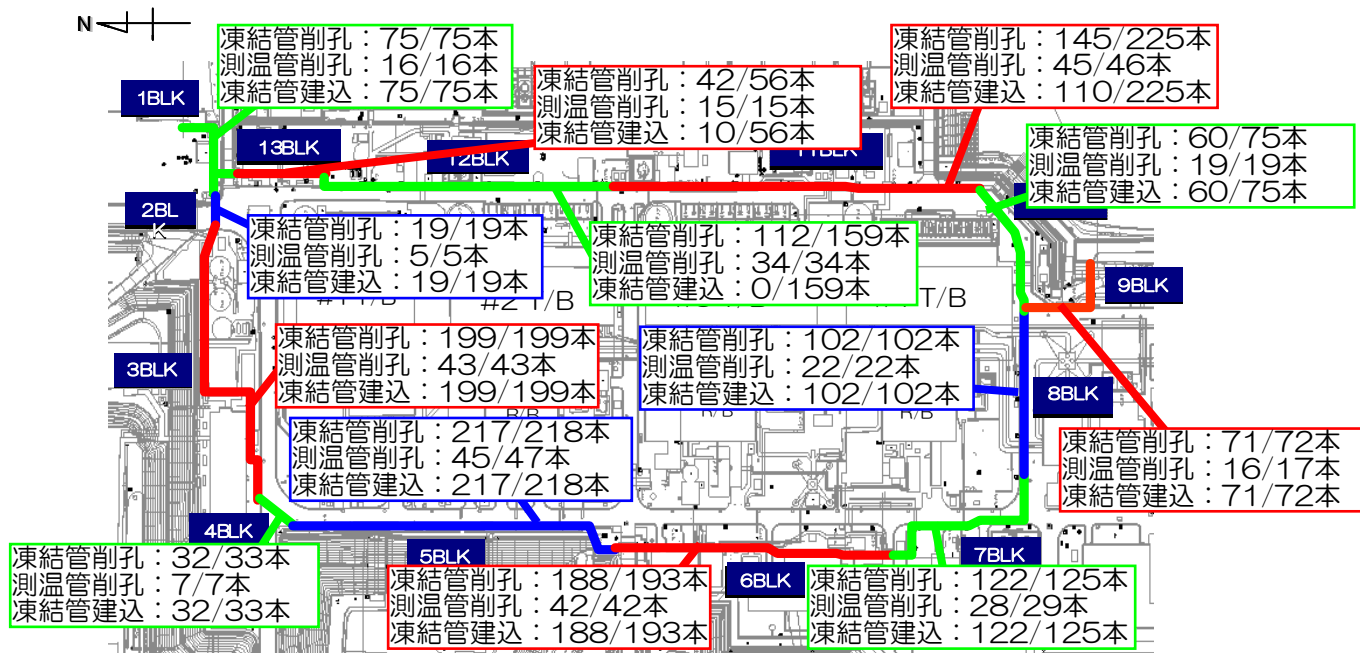 N
凍結管削孔：75/75本
測温管削孔：16/16本
凍結管建込：75/75本
凍結管削孔：42/56本
測温管削孔：15/15本
凍結管建込：10/56本
凍結管削孔：145/225本
測温管削孔：45/46本
凍結管建込：110/225本
1BLK
13BLK
12BLK
11BLK
凍結管削孔：60/75本
測温管削孔：19/19本
凍結管建込：60/75本
2BL
K
凍結管削孔：19/19本
測温管削孔：5/5本
凍結管建込：19/19本
凍結管削孔：112/159本
測温管削孔：34/34本
凍結管建込：0/159本
#2 T/B
T/B
9BLK
3BLK
凍結管削孔：199/199本
測温管削孔：43/43本
凍結管建込：199/199本
凍結管削孔：102/102本
測温管削孔：22/22本
凍結管建込：102/102本
8BLK
R/B
R/B
R/B
凍結管削孔：217/218本
測温管削孔：45/47本
凍結管建込：217/218本
凍結管削孔：71/72本
測温管削孔：16/17本
凍結管建込：71/72本
4BLK
5BLK
6BLK
7BLK
凍結管削孔：32/33本
測温管削孔：7/7本
凍結管建込：32/33本
凍結管削孔：188/193本
測温管削孔：42/42本
凍結管建込：188/193本
凍結管削孔：122/125本
測温管削孔：28/29本
凍結管建込：122/125本